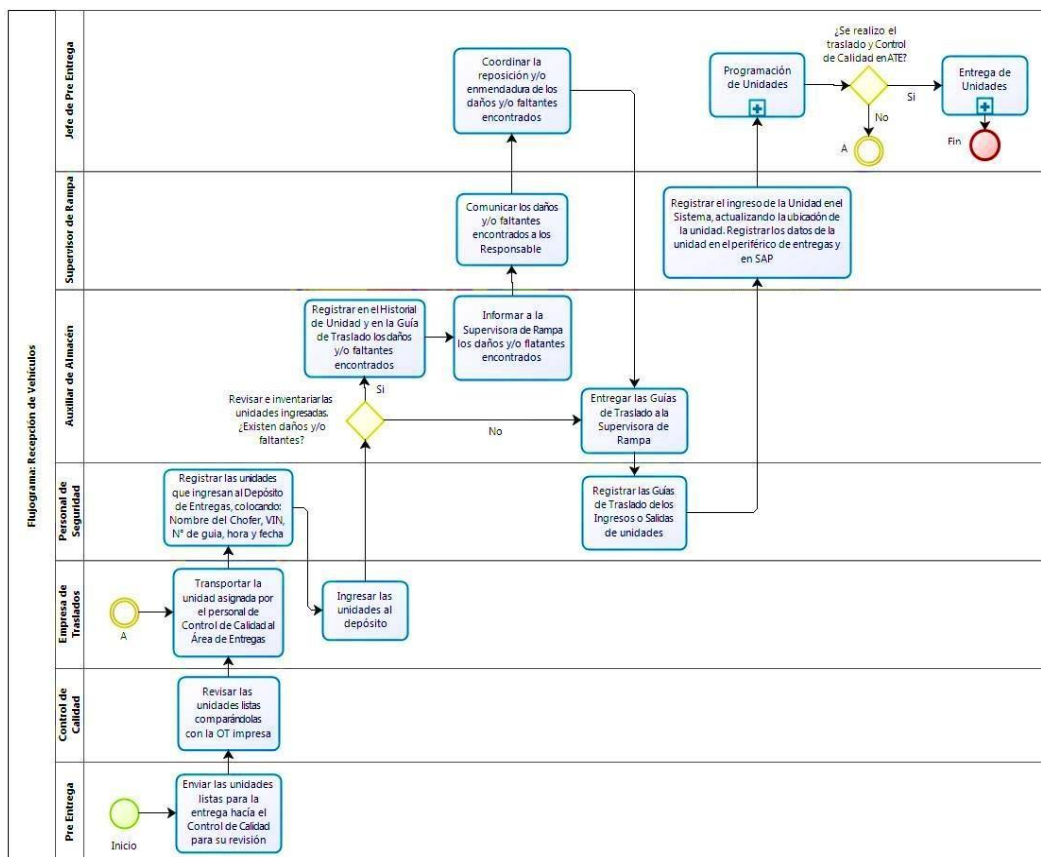 Flujograma: Recepción de Vehículos
Jefe de Pre Entrega
Coordinar la
reposición y/o
enmendadura de los
daños y/o faltantes
encontrados
Programación
de Unidades
¿Se realizo el
traslado y Control
de Calidad en ATE?
Si
No
A
Entrega de
Unidades
Fin
Supervisor de Rampa
Comunicar los daños
y/o faltantes
encontrados a los
Responsable
Registrar el ingreso de la Unidad en el
Sistema, actualizando la ubicación de
la unidad. Registrar los datos de la
unidad en el periférico de entregas y
en SAP
Auxiliar de Almacén
Registrar en el Historial
de Unidad y en la Guía
de Traslado los daños
y/o faltantes
encontrados
Informar a la
Supervisora de Rampa
los daños y/o flatantes
encontrados
Si
Revisar e inventariar las
unidades ingresadas.
¿Existen daños y/o
faltantes?
No
Entregar las Guías
de Traslado a la
Supervisora de
Rampa
Personal de
Seguridad
Registrar las unidades
que ingresan al Depósito
de Entregas, colocando:
Nombre del Chofer, VIN,
N° de guia, hora y fecha
Registrar las Guías
de Traslado de los
Ingresos o Salidas
de unidades
Empresa de
Traslados
A
Transportar la
unidad asignada por
el personal de
Control de Calidad al
Área de Entregas
Ingresar las
unidades al
depósito
Control de
Calidad
Revisar las
unidades listas
comparándolas
con la OT impresa
Pre Entrega
Inicio
Enviar las unidades
listas para la
entrega hacía el
Control de Calidad
para su revisión